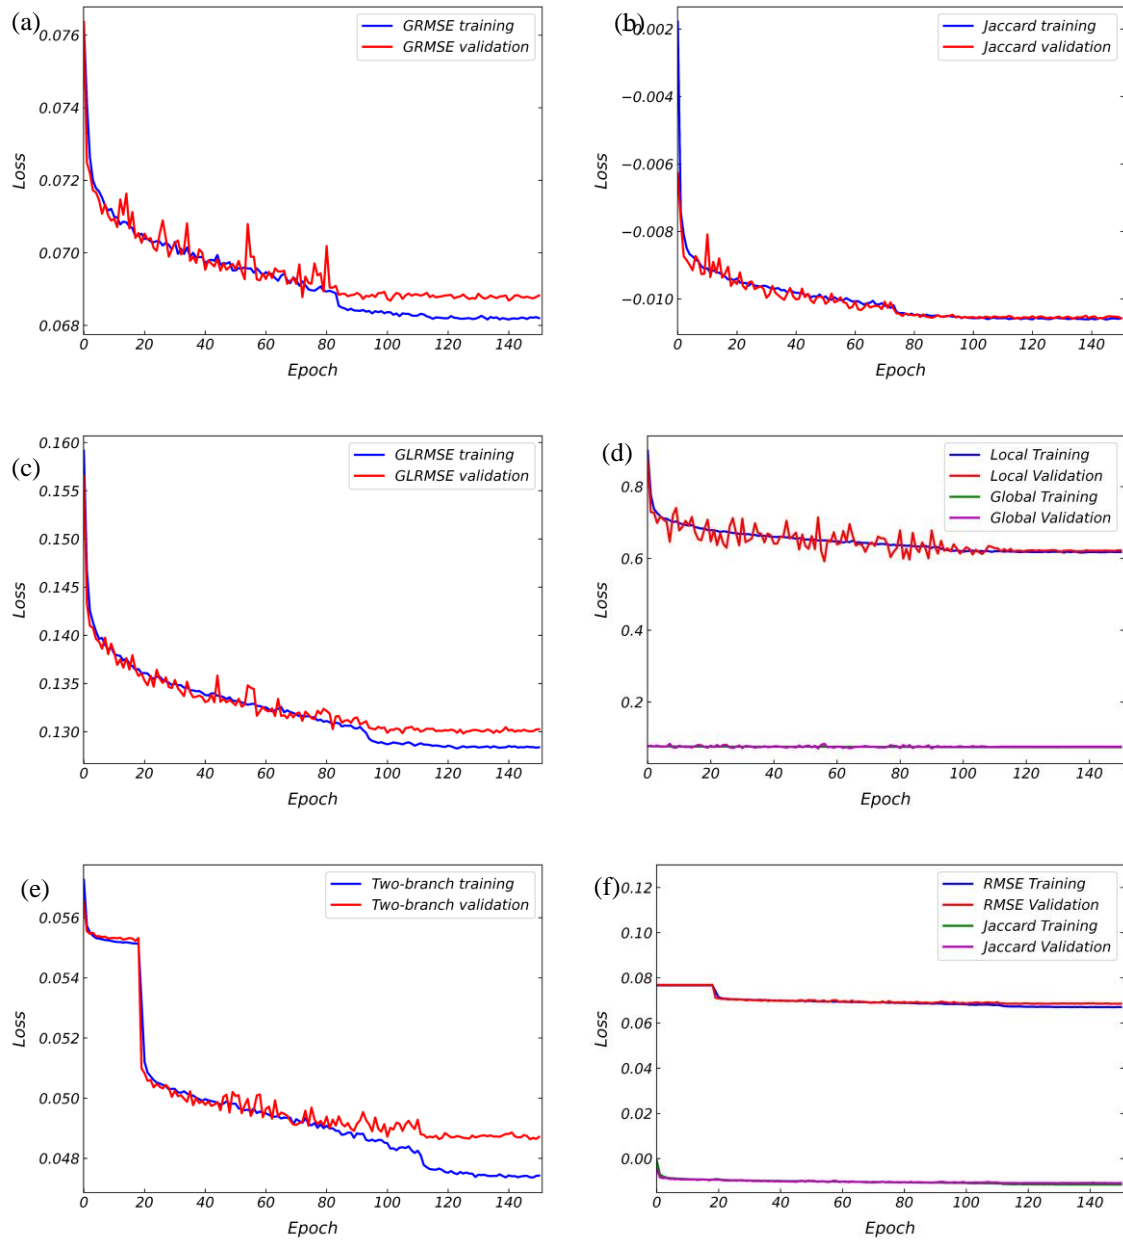 (a)
GRMSE training
GRMSE validation
0.076
0.074
0.072
0.070
0.068
Loss
0 20 40 60 80 100 120 140
Epoch
(b)
Jaccard training
Jaccard validation
−0.002
−0.004
−0.006
−0.008
−0.010
Loss
0 20 40 60 80 100 120 140
Epoch
(c)
GLRMSE training
GLRMSE validation
0.160
0.155
0.150
0.145
0.140
0.135
0.130
Loss
0 20 40 60 80 100 120 140
Epoch
(d)
Local Training
Local Validation
Global Training
Global Validation
0.8
0.6
0.4
0.2
Loss
0 20 40 60 80 100 120 140
Epoch
(e)
Two-branch training
Two-branch validation
0.056
0.054
0.052
0.050
0.048
Loss
0 20 40 60 80 100 120 140
Epoch
(f)
RMSE Training
RMSE Validation
Jaccard Training
Jaccard Validation
0.12
0.10
0.08
0.06
0.04
0.02
0.00
Loss
0 20 40 60 80 100 120 140
Epoch